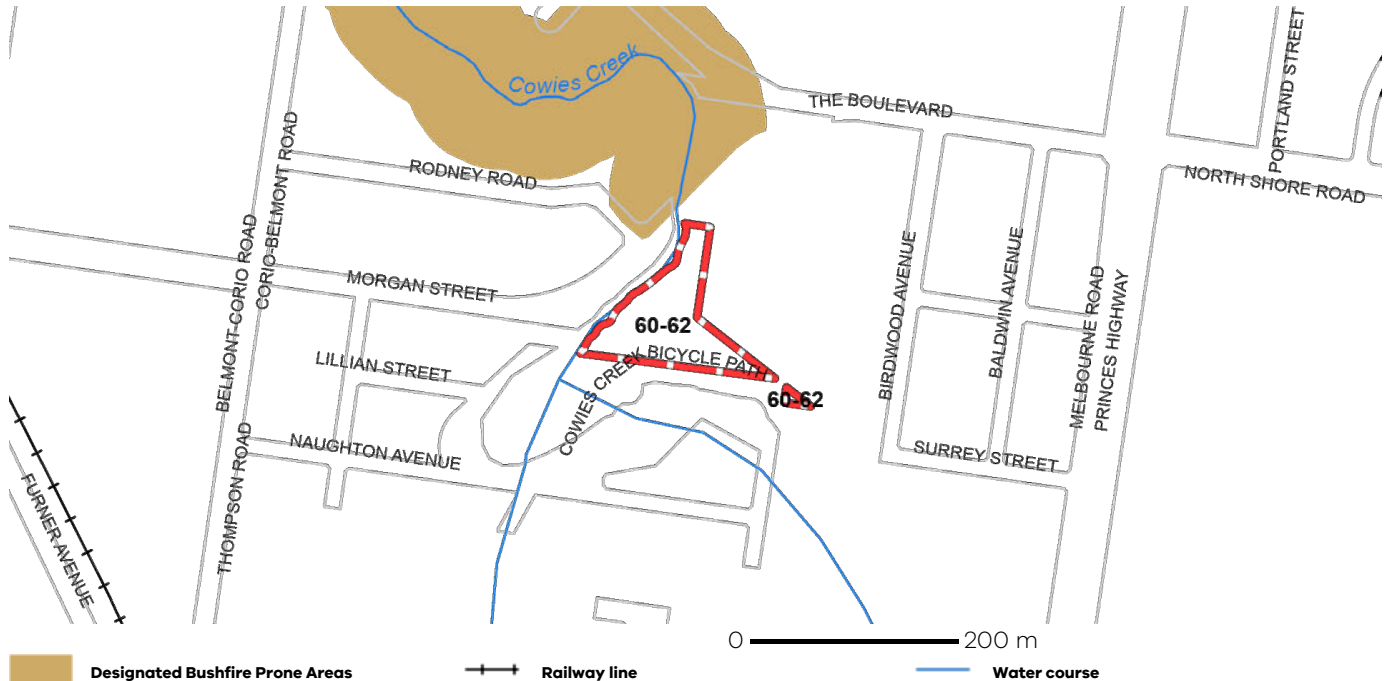 Cowies Creek
THE BOULEVARD
PORTLAND STREET
NORTH SHORE ROAD
RODNEY ROAD
CORIO-BELMONT ROAD
BELMONT-CORIO ROAD
MORGAN STREET
BIRDWOOD AVENUE
BALDWIN AVENUE
MELBOURNE ROAD
PRINCES HIGHWAY
60-62
BICYCLE PATH
LILLIAN STREET
COWIES CREEK
60-62
NAUGHTON AVENUE
SURREY STREET
THOMPSON ROAD
FURNER AVENUE
0 200 m
Designated Bushfire Prone Areas
Railway line
Water course